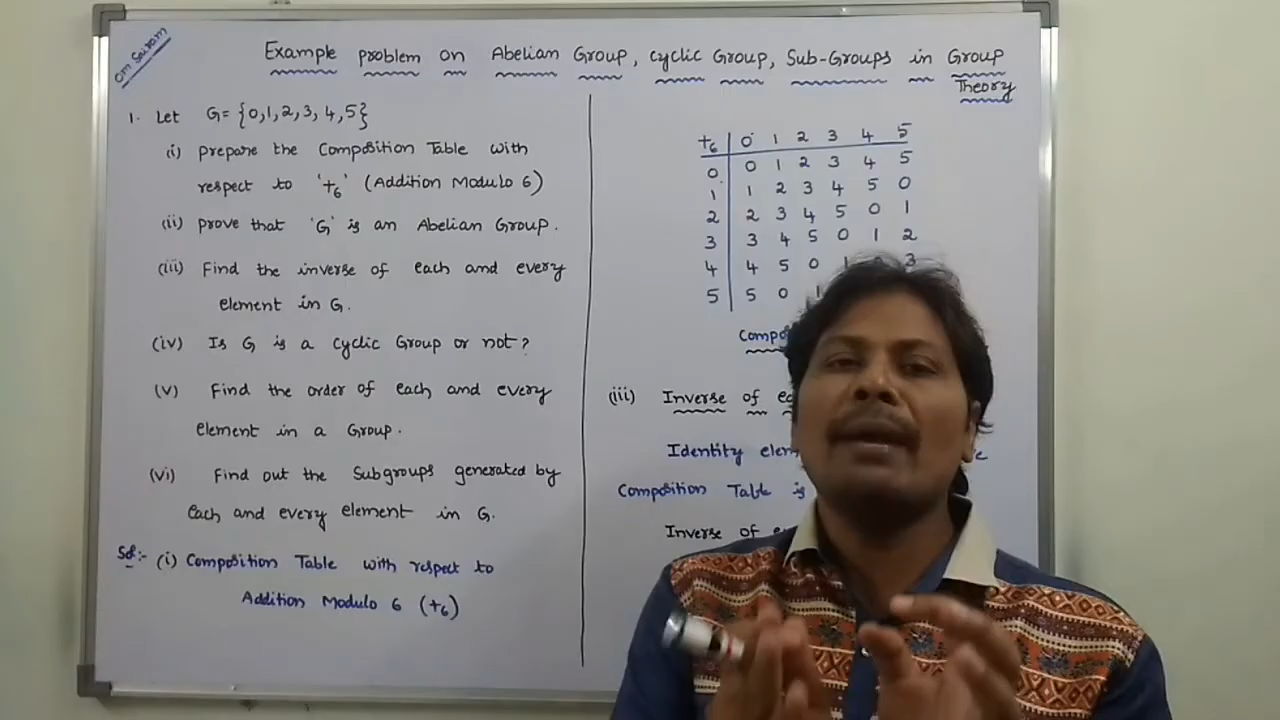 Om Sairam
Example problem on Abelian Group, cyclic Group, Sub-Groups in Group
Theory
1. Let G = {0,1,2,3,4,5}
(i) prepare the Composition Table with
respect to '+6' (Addition Modulo 6)
(ii) prove that 'G' is an Abelian Group.
(iii) Find the inverse of each and every
element in G.
(iv) Is G is a cyclic Group or not?
(v) Find the order of each and every
element in a Group.
(vi) Find out the Subgroups generated by
each and every element in G.
Sol:- (i) Composition Table with respect to
Addition Modulo 6 (+6)
+6 0 1 2 3 4 5
0 0 1 2 3 4 5
1 1 2 3 4 5 0
2 2 3 4 5 0 1
3 3 4 5 0 1 2
4 4 5 0 1 3
5 5 0 1
(iii) Inverse of
Identity
Composition Table is
Inverse of